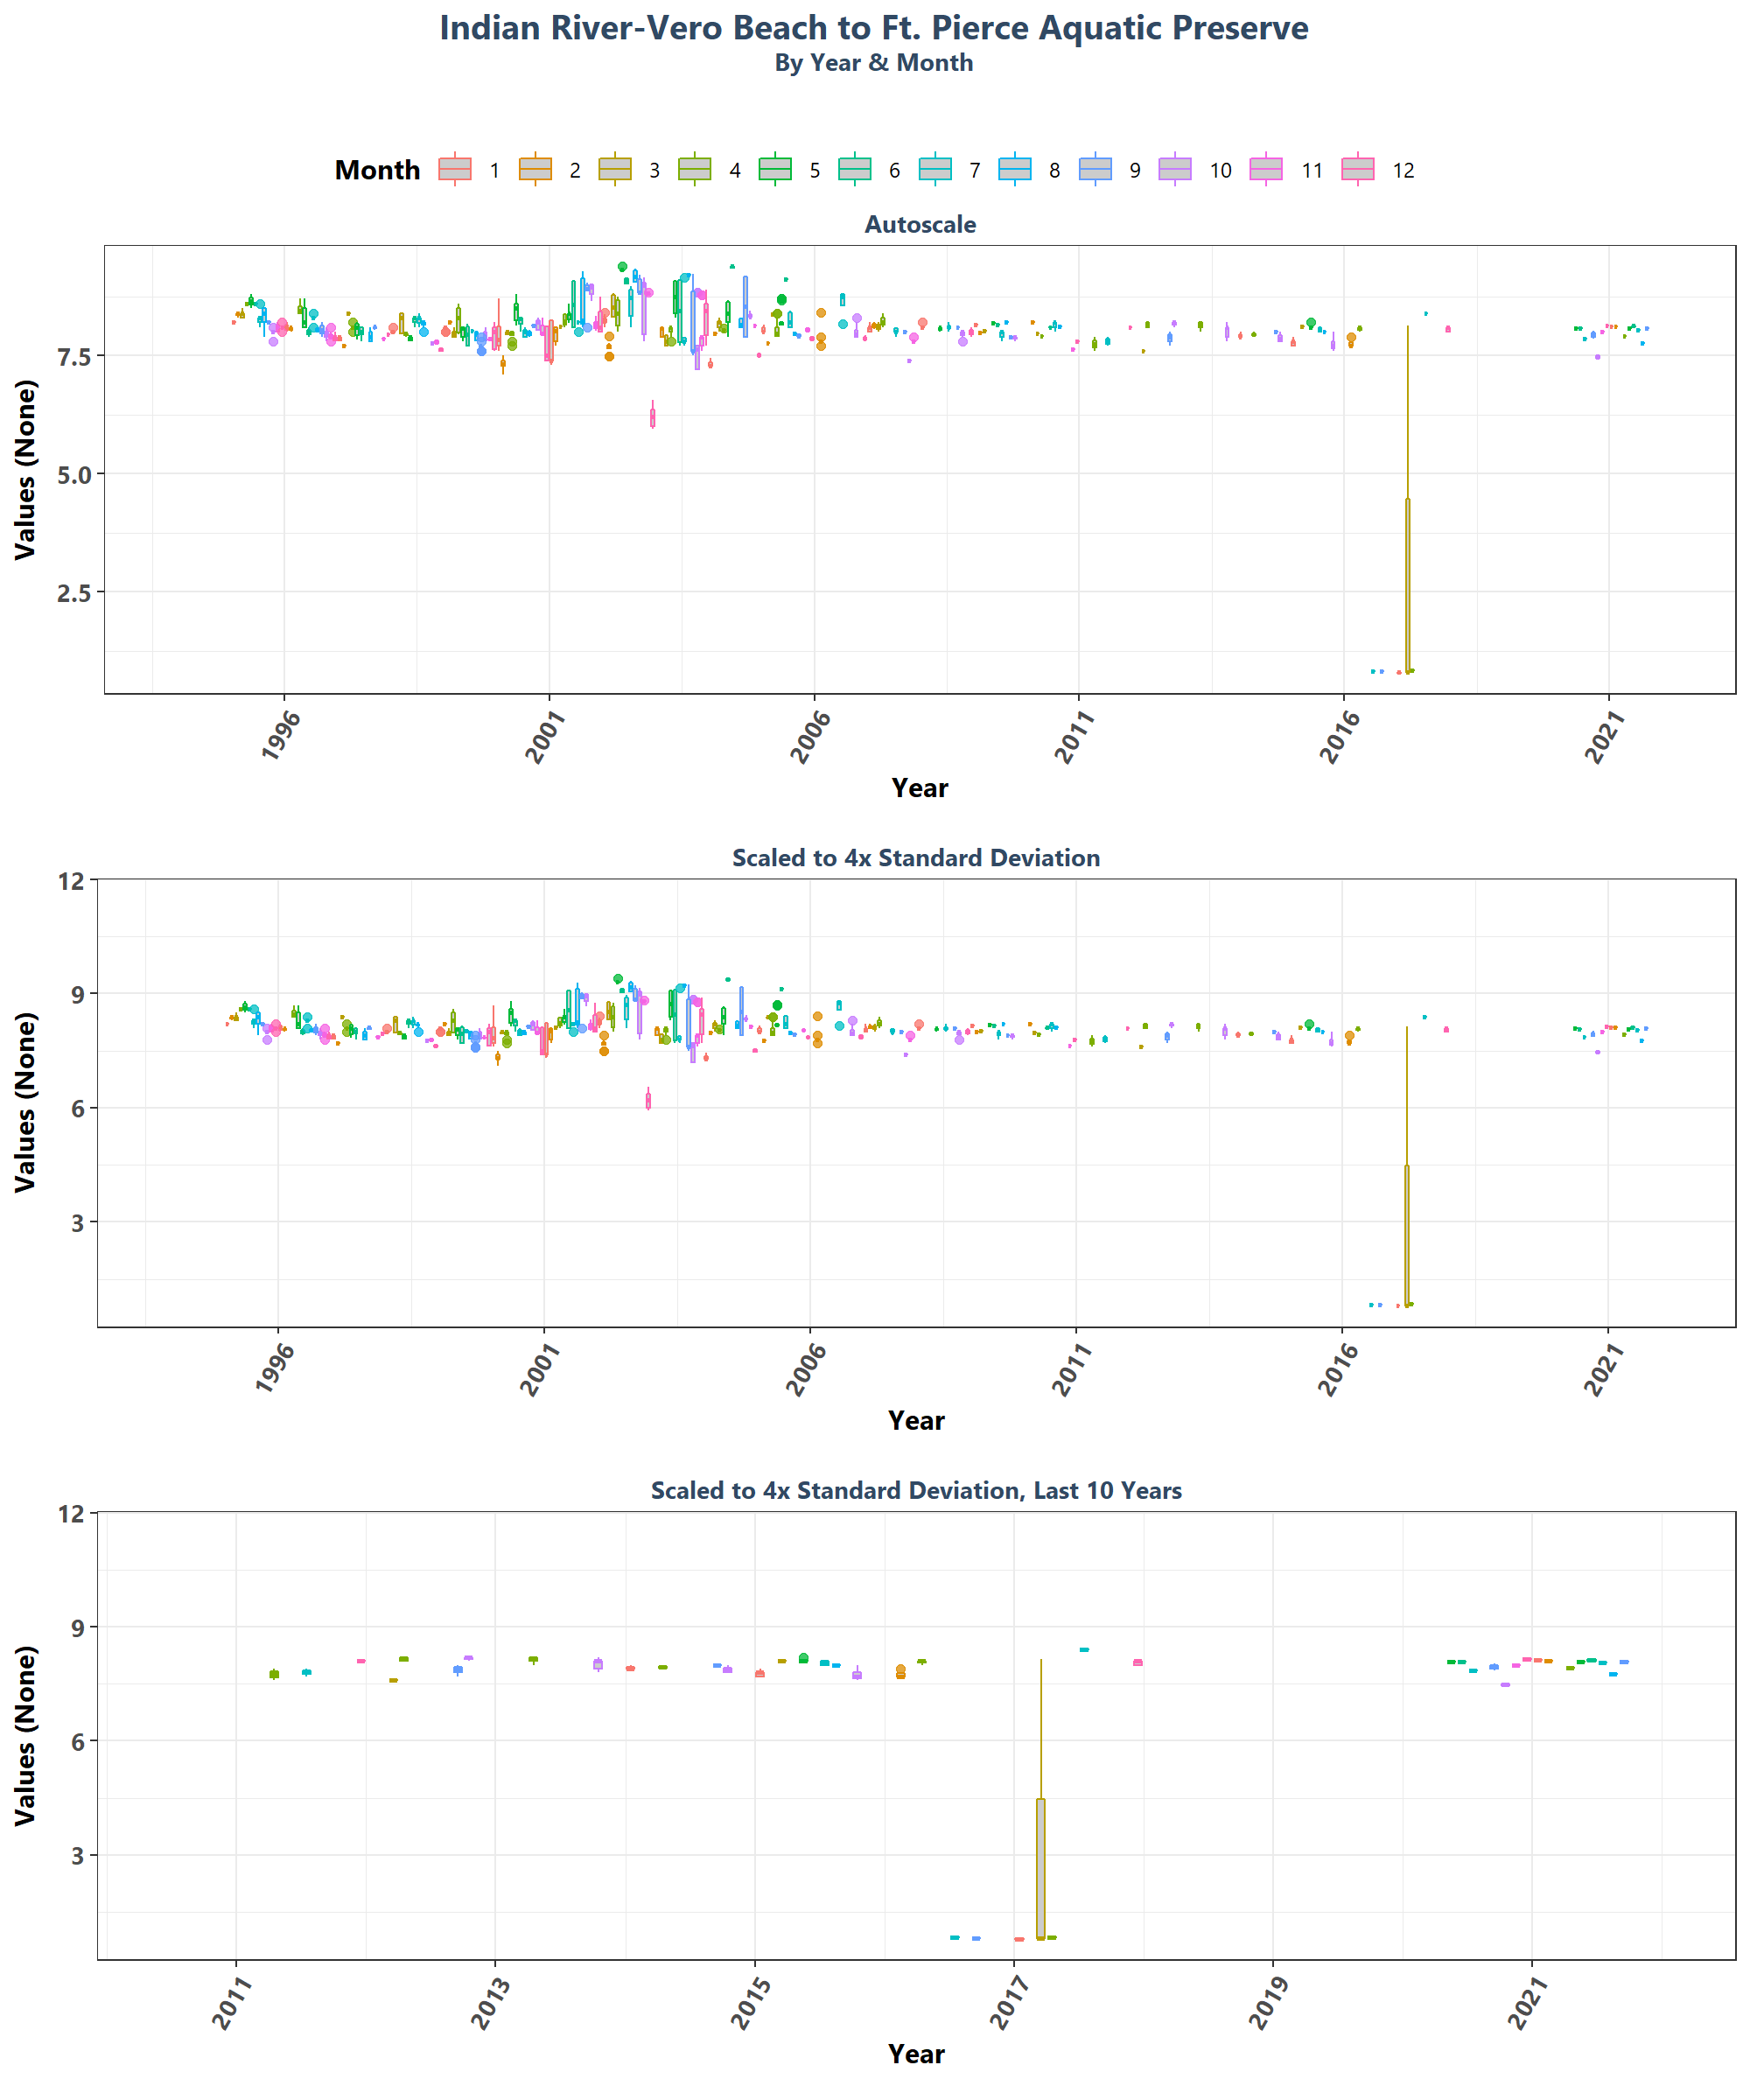 Indian River-Vero Beach to Ft. Pierce Aquatic Preserve
By Year & Month
Month 1 2 3 4 5 6 7 8 9 10 11 12
Autoscale
Values (None)
7.5
5.0
2.5
1996 2001 2006 2011 2016 2021
Year
Scaled to 4x Standard Deviation
Values (None)
12
9
6
3
1996 2001 2006 2011 2016 2021
Year
Scaled to 4x Standard Deviation, Last 10 Years
Values (None)
12
9
6
3
2011 2013 2015 2017 2019 2021
Year